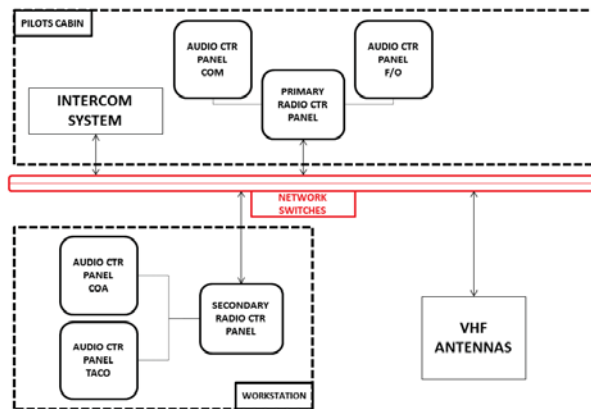 PILOTS CABIN
AUDIO CTR
PANEL
COM
AUDIO CTR
PANEL
F/O
INTERCOM
SYSTEM
PRIMARY
RADIO CTR
PANEL
NETWORK
SWITCHES
AUDIO CTR
PANEL
COA
SECONDARY
RADIO CTR
PANEL
AUDIO CTR
PANEL
TACO
VHF
ANTENNAS
WORKSTATION